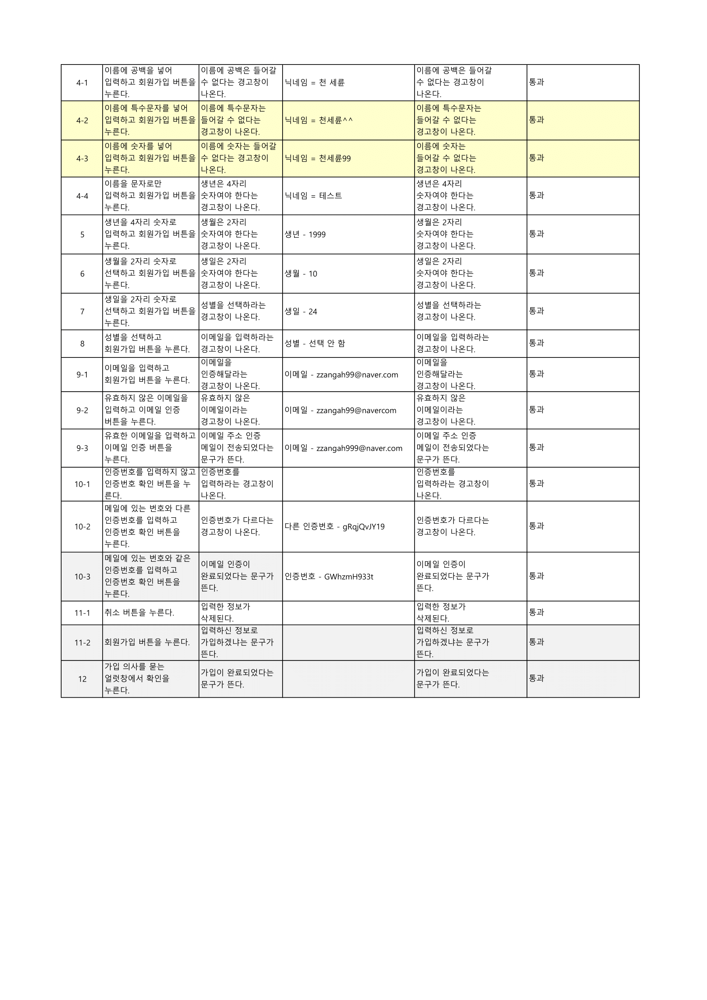 4-1
이름에 공백을 넣어
입력하고 회원가입 버튼을
누른다.
이름에 공백은 들어갈
수 없다는 경고창이
나온다.
닉네임 = 천 세륜
이름에 공백은 들어갈
수 없다는 경고창이
나온다.
통과
4-2
이름에 특수문자를 넣어
입력하고 회원가입 버튼을
누른다.
이름에 특수문자는
들어갈 수 없다는
경고창이 나온다.
닉네임 = 천세륜^^
이름에 특수문자는
들어갈 수 없다는
경고창이 나온다.
통과
4-3
이름에 숫자를 넣어
입력하고 회원가입 버튼을
누른다.
이름에 숫자는 들어갈
수 없다는 경고창이
나온다.
닉네임 = 천세륜99
이름에 숫자는
들어갈 수 없다는
경고창이 나온다.
통과
4-4
이름을 문자로만
입력하고 회원가입 버튼을
누른다.
생년은 4자리
숫자여야 한다는
경고창이 나온다.
닉네임 = 테스트
생년은 4자리
숫자여야 한다는
경고창이 나온다.
통과
5
생년을 4자리 숫자로
입력하고 회원가입 버튼을
누른다.
생월은 2자리
숫자여야 한다는
경고창이 나온다.
생년 - 1999
생월은 2자리
숫자여야 한다는
경고창이 나온다.
통과
6
생월을 2자리 숫자로
선택하고 회원가입 버튼을
누른다.
생일은 2자리
숫자여야 한다는
경고창이 나온다.
생월 - 10
생일은 2자리
숫자여야 한다는
경고창이 나온다.
통과
7
생일을 2자리 숫자로
선택하고 회원가입 버튼을
누른다.
성별을 선택하라는
경고창이 나온다.
생일 - 24
성별을 선택하라는
경고창이 나온다.
통과
8
성별을 선택하고
회원가입 버튼을 누른다.
이메일을 입력하라는
경고창이 나온다.
성별 - 선택 안 함
이메일을 입력하라는
경고창이 나온다.
통과
9-1
이메일을 입력하고
회원가입 버튼을 누른다.
이메일을
인증해달라는
경고창이 나온다.
이메일 - zzangah99@naver.com
이메일을
인증해달라는
경고창이 나온다.
통과
9-2
유효하지 않은 이메일을
입력하고 이메일 인증
버튼을 누른다.
유효하지 않은
이메일이라는
경고창이 나온다.
이메일 - zzangah99@navercom
유효하지 않은
이메일이라는
경고창이 나온다.
통과
9-3
유효한 이메일을 입력하고
이메일 인증 버튼을
누른다.
이메일 주소 인증
메일이 전송되었다는
문구가 뜬다.
이메일 - zzangah999@naver.com
이메일 주소 인증
메일이 전송되었다는
문구가 뜬다.
통과
10-1
인증번호를 입력하지 않고
인증번호 확인 버튼을 누
른다.
인증번호를
입력하라는 경고창이
나온다.
인증번호를
입력하라는 경고창이
나온다.
통과
10-2
메일에 있는 번호와 다른
인증번호를 입력하고
인증번호 확인 버튼을
누른다.
인증번호가 다르다는
경고창이 나온다.
다른 인증번호 - gRqjQvJY19
인증번호가 다르다는
경고창이 나온다.
통과
10-3
메일에 있는 번호와 같은
인증번호를 입력하고
인증번호 확인 버튼을
누른다.
이메일 인증이
완료되었다는 문구가
뜬다.
인증번호 - GWhzmH933t
이메일 인증이
완료되었다는 문구가
뜬다.
통과
11-1
취소 버튼을 누른다.
입력한 정보가
삭제된다.
입력한 정보가
삭제된다.
통과
11-2
회원가입 버튼을 누른다.
입력하신 정보로
가입하겠냐는 문구가
뜬다.
입력하신 정보로
가입하겠냐는 문구가
뜬다.
통과
12
가입 의사를 묻는
얼럿창에서 확인을
누른다.
가입이 완료되었다는
문구가 뜬다.
가입이 완료되었다는
문구가 뜬다.
통과